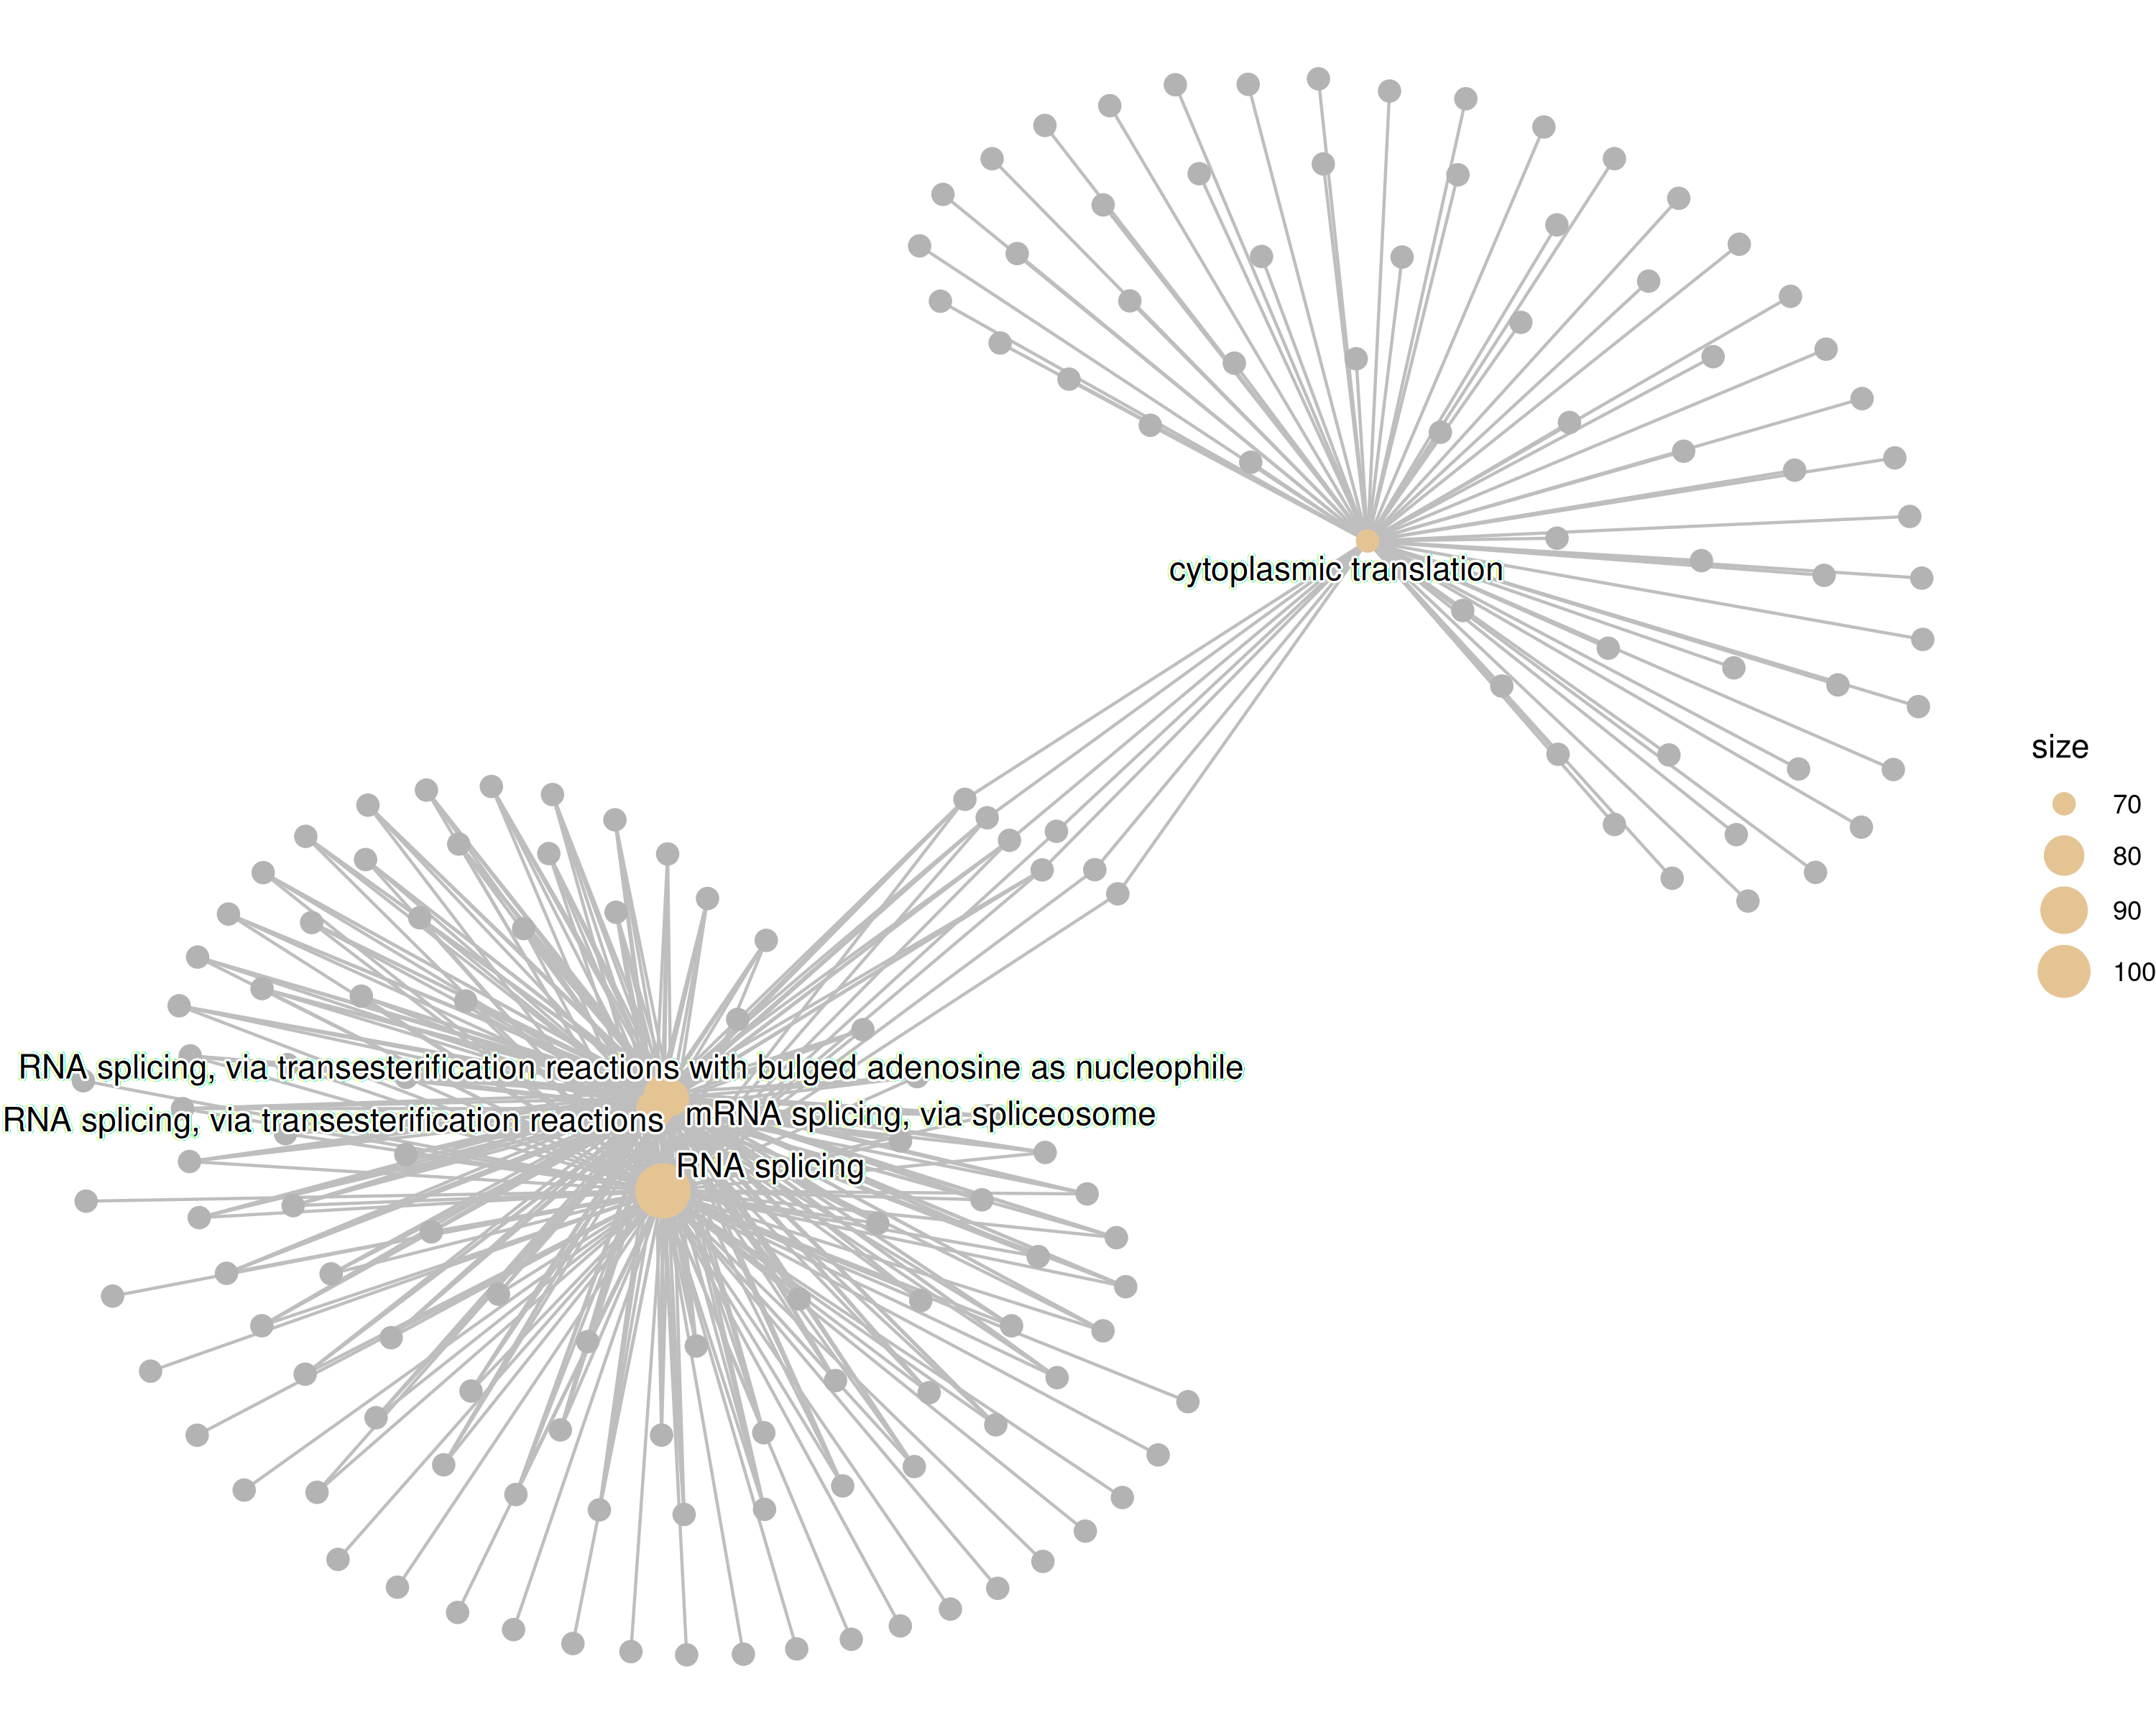 cytoplasmic translation
size
70
80
90
100
RNA splicing, via transesterification reactions with bulged adenosine as nucleophile
mRNA splicing, via spliceosome
RNA splicing, via transesterification reactions
RNA splicing